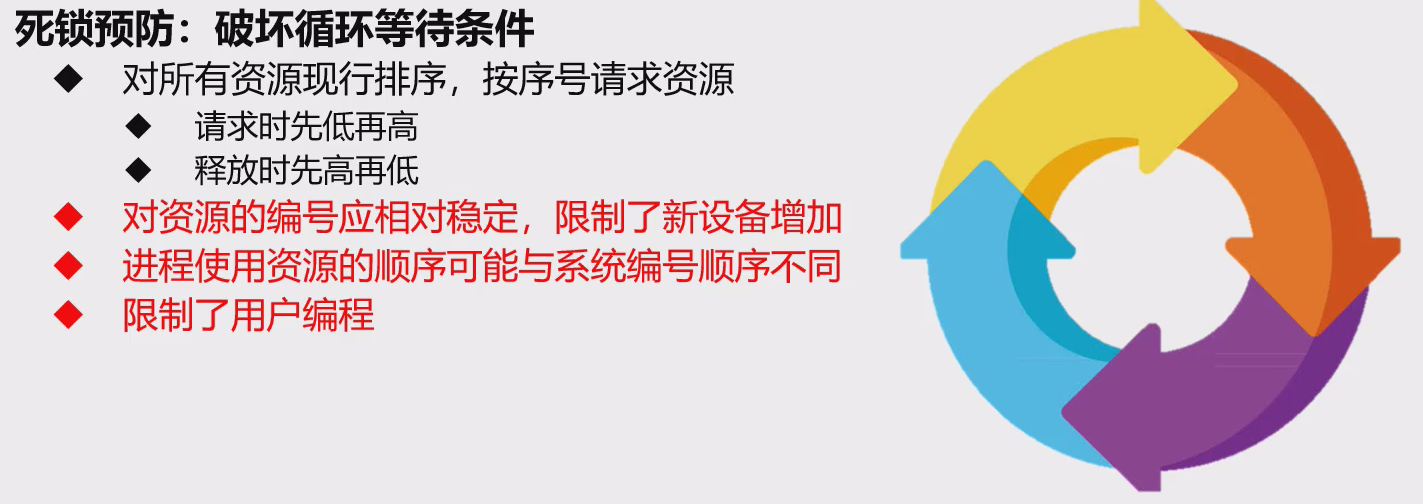 死锁预防：破坏循环等待条件
◆ 对所有资源现行排序，按序号请求资源
◆ 请求时先低再高
◆ 释放时先高再低
◆ 对资源的编号应相对稳定，限制了新设备增加
◆ 进程使用资源的顺序可能与系统编号顺序不同
◆ 限制了用户编程